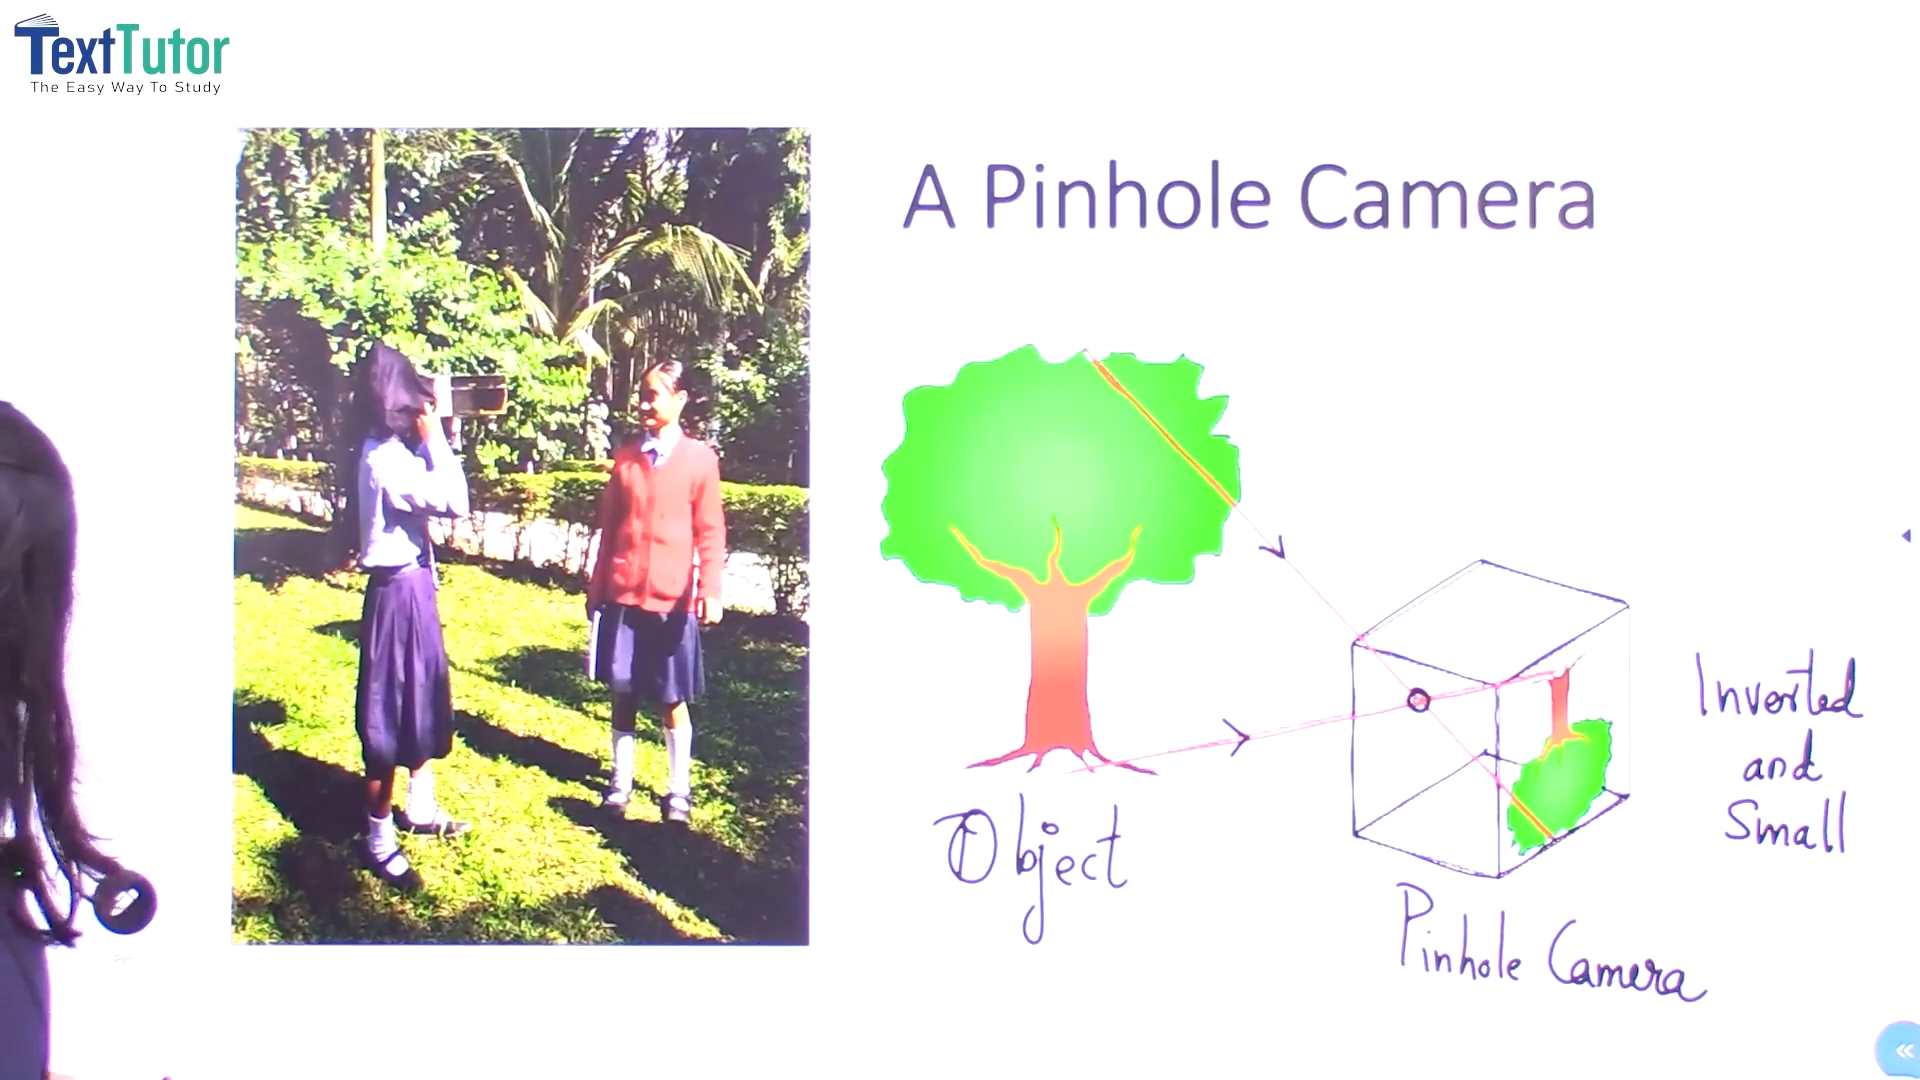 TextTutor
The Easy Way To Study
A Pinhole Camera
Object
Pinhole Camera
Inverted
and
Small